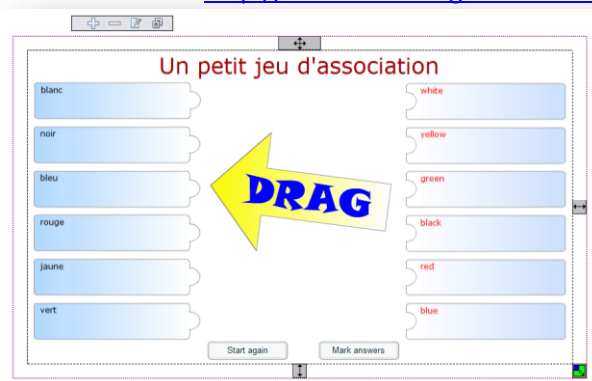 Un petit jeu d'association
blanc
white
noir
yellow
bleu
green
DRAG
rouge
black
jaune
red
vert
blue
Start again
Mark answers